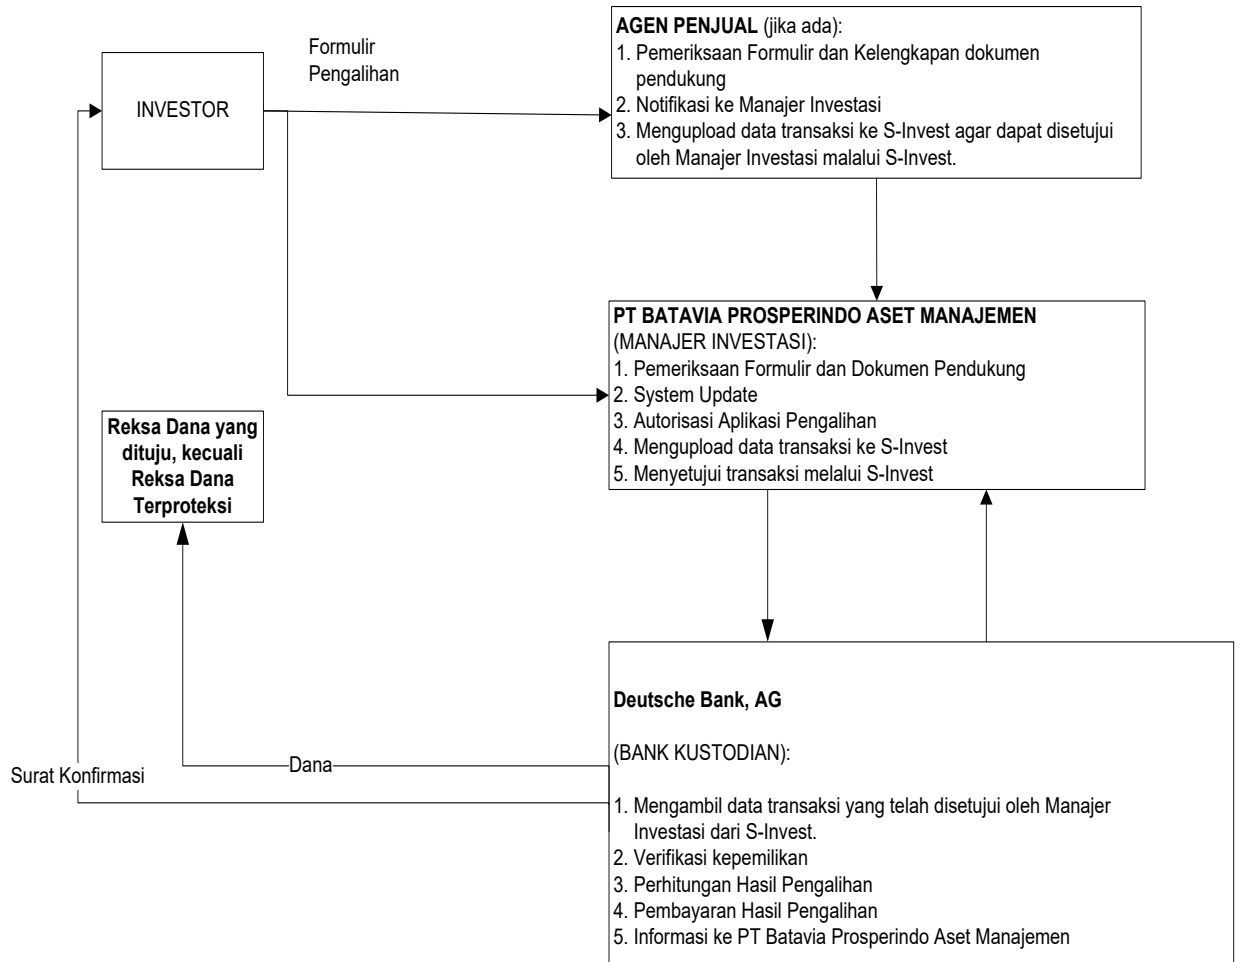 Formulir
Pengalihan
INVESTOR
AGEN PENJUAL (jika ada):
1. Pemeriksaan Formulir dan Kelengkapan dokumen
pendukung
2. Notifikasi ke Manajer Investasi
3. Mengupload data transaksi ke S-Invest agar dapat disetujui
oleh Manajer Investasi malalui S-Invest.
PT BATAVIA PROSPERINDO ASET MANAJEMEN
(MANAJER INVESTASI):
1. Pemeriksaan Formulir dan Dokumen Pendukung
2. System Update
3. Autorisasi Aplikasi Pengalihan
4. Mengupload data transaksi ke S-Invest
5. Menyetujui transaksi melalui S-Invest
Reksa Dana yang
dituju, kecuali
Reksa Dana
Terproteksi
Dana
Surat Konfirmasi
Deutsche Bank, AG
(BANK KUSTODIAN):
1. Mengambil data transaksi yang telah disetujui oleh Manajer
Investasi dari S-Invest.
2. Verifikasi kepemilikan
3. Perhitungan Hasil Pengalihan
4. Pembayaran Hasil Pengalihan
5. Informasi ke PT Batavia Prosperindo Aset Manajemen